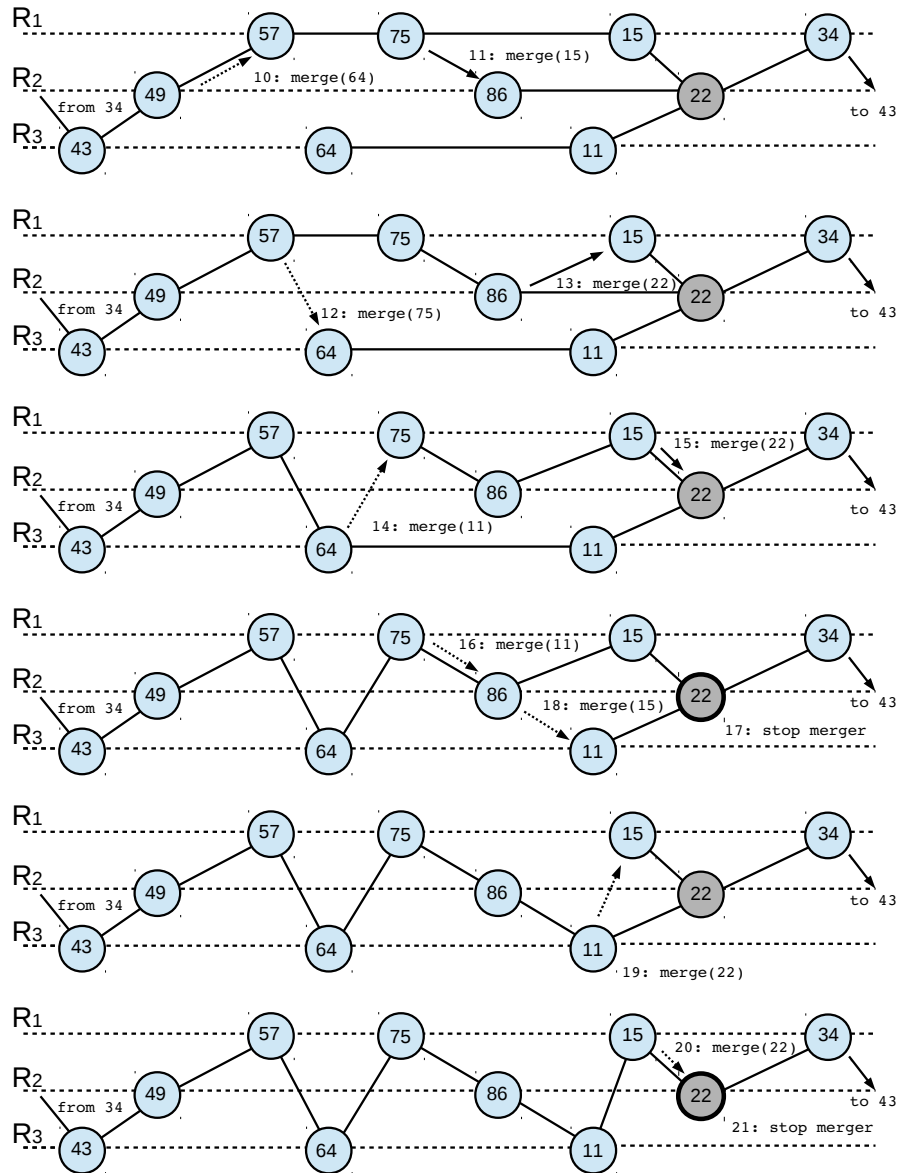 R1
57 75 15 34
11: merge(15)
10: merge(64)
R2
49 86 22
from 34
to 43
R3
43 64 11
R1
57 75 15 34
R2
13: merge(22)
49 86 22
from 34
12: merge(75)
to 43
R3
43 64 11
R1
57 75 15 34
15: merge(22)
R2
49 86 22
from 34
to 43
14: merge(11)
R3
43 64 11
R1
57 75 15 34
16: merge(11)
R2
49 86 22
from 34
18: merge(15)
to 43
17: stop merger
R3
43 64 11
R1
57 75 15 34
R2
49 86 22
from 34
to 43
R3
43 64 11
19: merge(22)
R1
57 75 15 34
20: merge(22)
R2
49 86 22
from 34
to 43
21: stop merger
R3
43 64 11